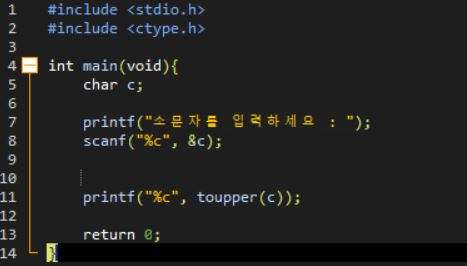 1 #include <stdio.h>
2 #include <ctype.h>
3
4 int main(void){
5 char c;
6
7 printf("소문자를 입력하세요 : ");
8 scanf("%c", &c);
9
10
11 printf("%c", toupper(c));
12
13 return 0;
14 }